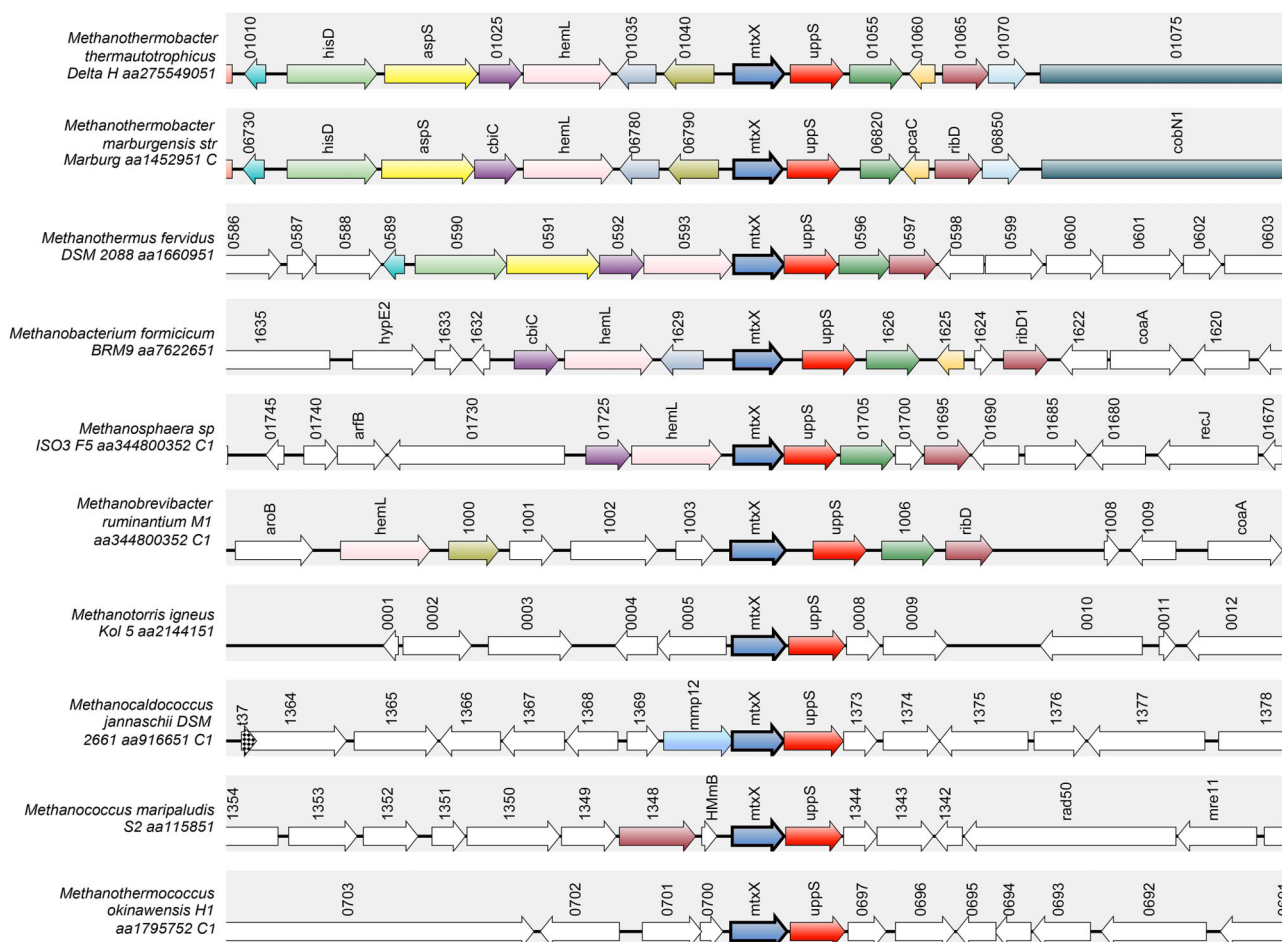 Methanothermobacter
thermautotrophicus
Delta H aa275549051
01010 hisD aspS 01025 hemL 01035 01040 mtxX uppS 01055 01060 01065 01070 01075
Methanothermobacter
marburgensis str
Marburg aa1452951 C
06730 hisD aspS cbiC hemL 06780 06790 mtxX uppS 06820 pcaC ribD 06850 cobN1
Methanothermus fervidus
DSM 2088 aa1660951
0586 0587 0588 0589 0590 0591 0592 0593 mtxX uppS 0596 0597 0598 0599 0600 0601 0602 0603
Methanobacterium formicicum
BRM9 aa7622651
1635 hypE2 1633 1632 cbiC hemL 1629 mtxX uppS 1626 1625 1624 ribD1 1622 coaA 1620
Methanosphaera sp
ISO3 F5 aa344800352 C1
01745 01740 arfB 01730 01725 hemL mtxX uppS 01705 01700 01695 01690 01685 01680 recJ 01670
Methanobrevibacter
ruminantium M1
aa344800352 C1
aroB hemL 1000 1001 1002 1003 mtxX uppS 1006 ribD 1008 1009 coaA
Methanotorris igneus
Kol 5 aa2144151
0001 0002 0003 0004 0005 mtxX uppS 0008 0009 0010 0011 0012
Methanocaldococcus
jannaschii DSM
2661 aa916651 C1
t37 1364 1365 1366 1367 1368 1369 mmp12 mtxX uppS 1373 1374 1375 1376 1377 1378
Methanococcus maripaludis
S2 aa115851
1354 1353 1352 1351 1350 1349 1348 HMmB mtxX uppS 1344 1343 1342 rad50 mre11
Methanothermococcus
okinawensis H1
aa1795752 C1
0703 0702 0701 0700 mtxX uppS 0697 0696 0695 0694 0693 0692